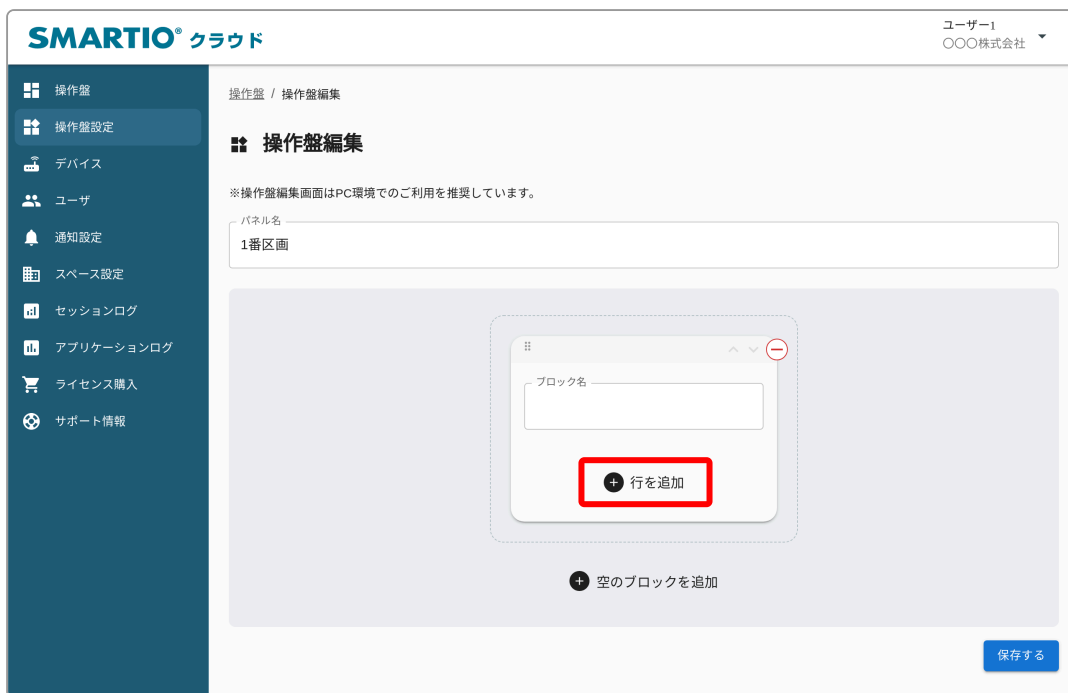 SMARTIO® クラウド
ユーザー1
〇〇〇株式会社
操作盤
操作盤設定
デバイス
ユーザ
通知設定
スペース設定
セッションログ
アプリケーションログ
ライセンス購入
サポート情報
操作盤 / 操作盤編集
操作盤編集
※操作盤編集画面はPC環境でのご利用を推奨しています。
パネル名
1番区画
ブロック名
行を追加
空のブロックを追加
保存する